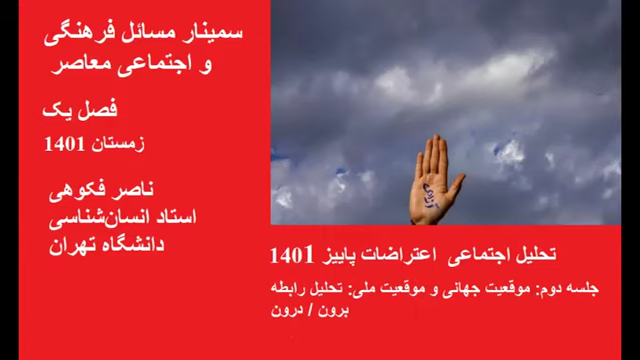 سمینار مسائل فرهنگی
و اجتماعی معاصر
فصل یک
زمستان 1401
ناصر فکوهی
استاد انسان‌شناسی
دانشگاه تهران
آزادی
تحلیل اجتماعی اعتراضات پاییز 1401
جلسه دوم: موقعیت جهانی و موقعیت ملی: تحلیل رابطه
برون / درون